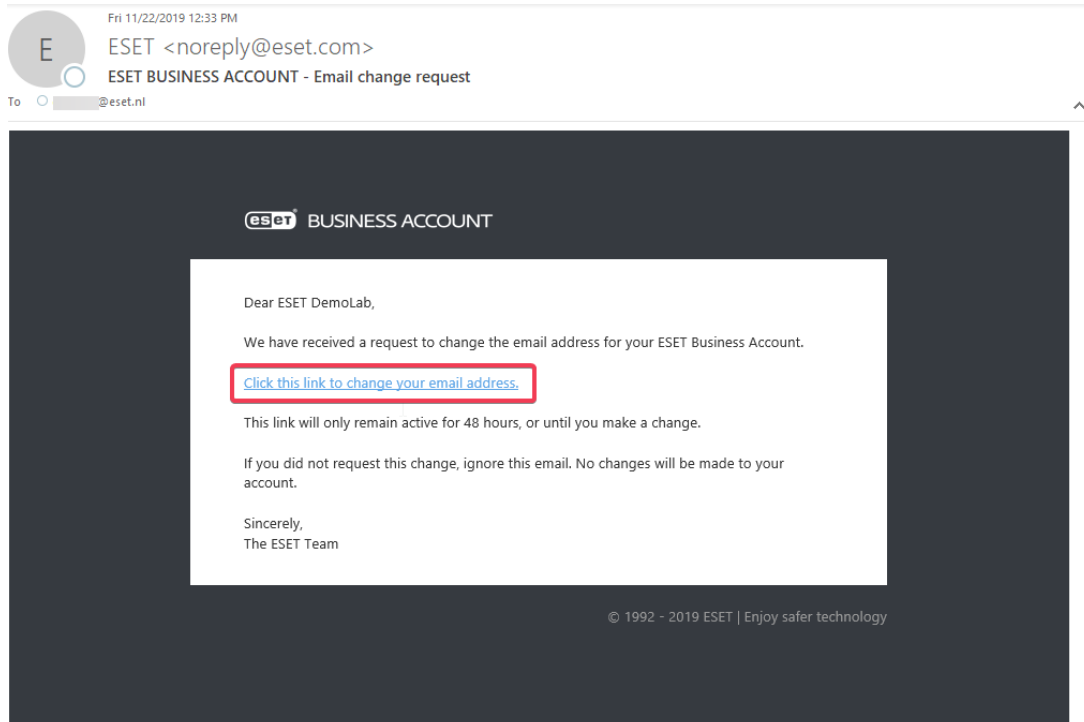 Fri 11/22/2019 12:33 PM
E
ESET <noreply@eset.com>
ESET BUSINESS ACCOUNT - Email change request
To @eset.nl
eset BUSINESS ACCOUNT
Dear ESET DemoLab,
We have received a request to change the email address for your ESET Business Account.
Click this link to change your email address.
This link will only remain active for 48 hours, or until you make a change.
If you did not request this change, ignore this email. No changes will be made to your
account.
Sincerely,
The ESET Team
© 1992 - 2019 ESET | Enjoy safer technology